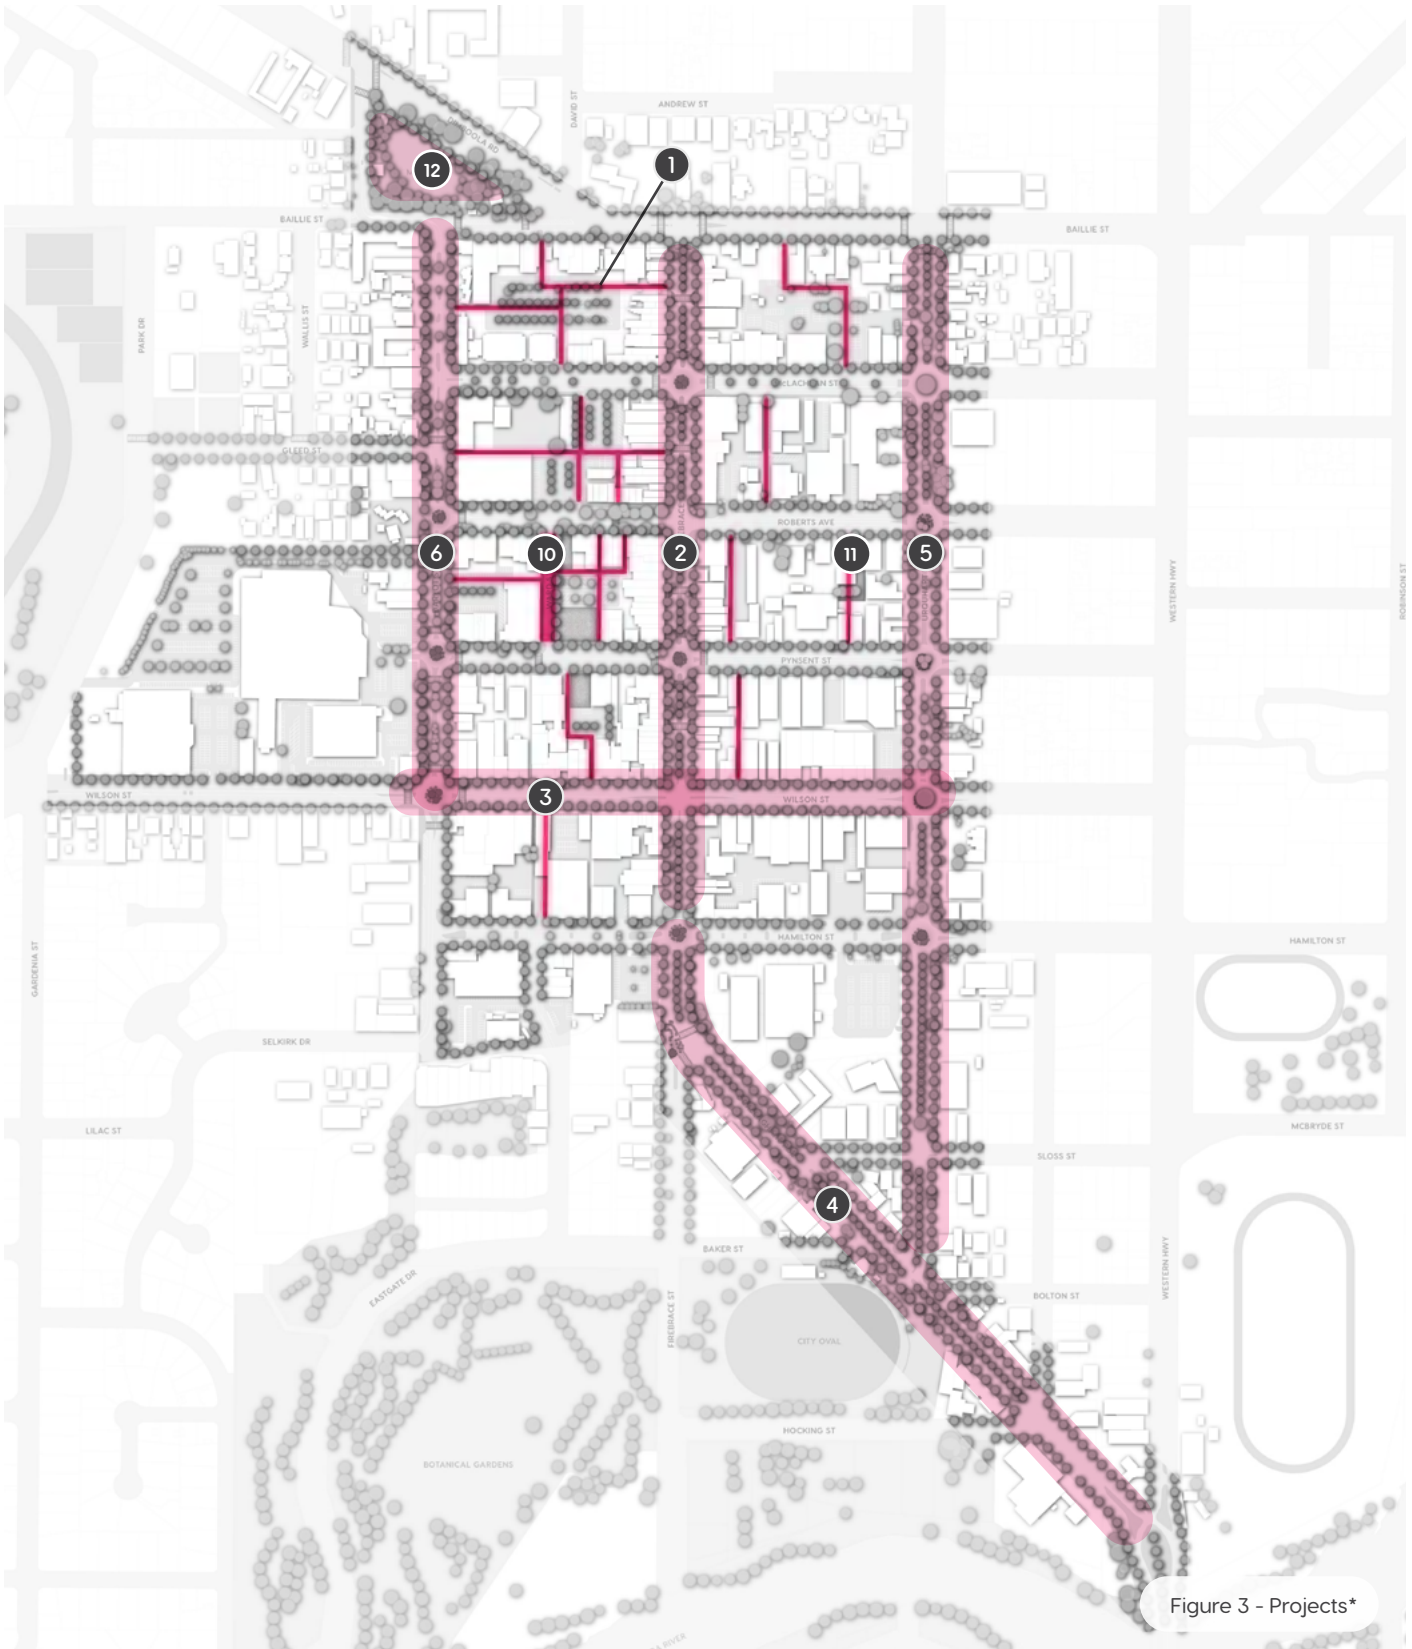 ANDREW ST
DAVID ST
1
12
BAILLIE ST
BAILLIE ST
PARK DR
WALLIS ST
McLACHLAN ST
GLEED ST
ROBERTS AVE
6
10
2
11
5
WESTERN HWY
ROBINSON ST
PYNSENT ST
WILSON ST
3
WILSON ST
GARDENIA ST
HAMILTON ST
HAMILTON ST
SELKIRK DR
LILAC ST
MCBRYDE ST
SLOSS ST
4
BAKER ST
WESTERN HWY
EASTGATE DR
FIREBRACE ST
BOLTON ST
CITY OVAL
HOCKING ST
BOTANICAL GARDENS
Figure 3 - Projects*